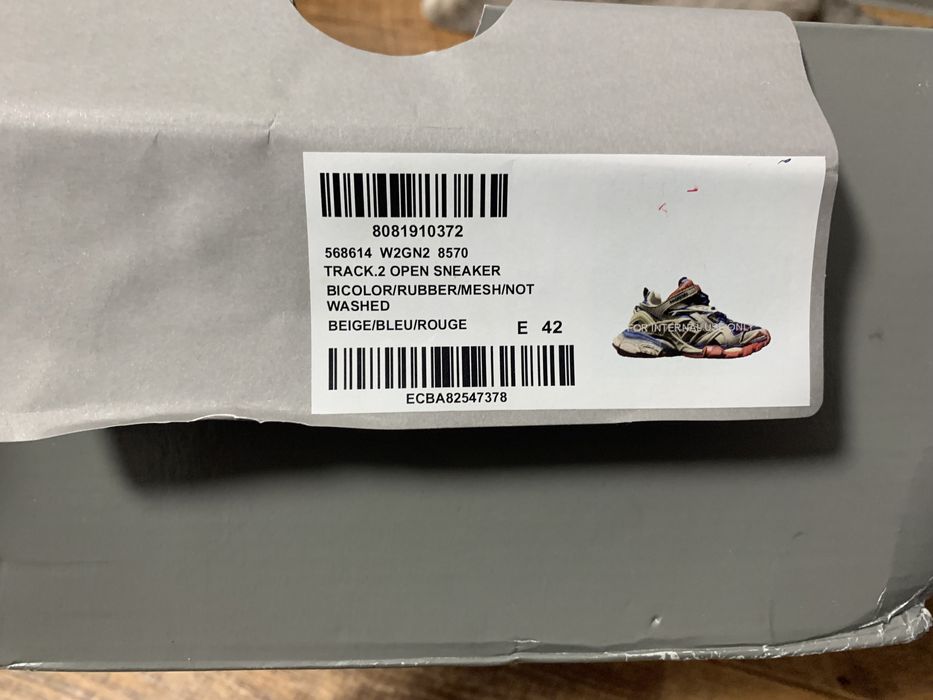 8081910372
568614 W2GN2 8570
TRACK.2 OPEN SNEAKER
BICOLOR/RUBBER/MESH/NOT
WASHED
BEIGE/BLEU/ROUGE E 42
FOR INTERNAL USE ONLY
ECBA82547378